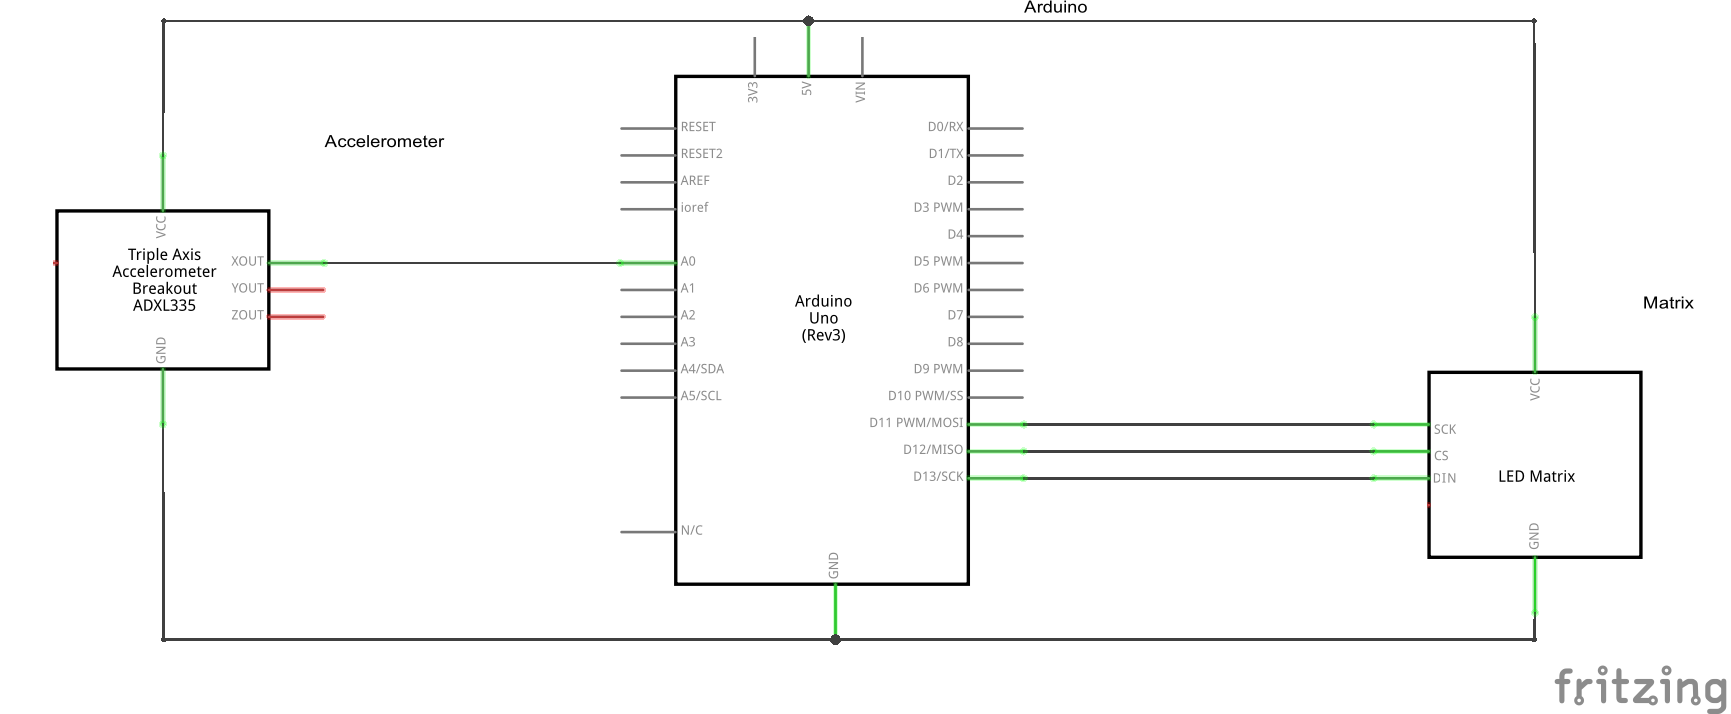 Arduino
Accelerometer
Matrix
VCC
Triple Axis
Accelerometer
Breakout
ADXL335
XOUT
YOUT
ZOUT
GND
3V3
5V
VIN
RESET
RESET2
AREF
ioref
A0
A1
A2
A3
A4/SDA
A5/SCL
N/C
Arduino
Uno
(Rev3)
D0/RX
D1/TX
D2
D3 PWM
D4
D5 PWM
D6 PWM
D7
D8
D9 PWM
D10 PWM/SS
D11 PWM/MOSI
D12/MISO
D13/SCK
GND
VCC
SCK
CS
DIN
LED Matrix
GND
fritzing